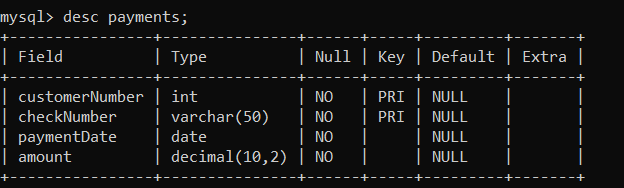 mysql> desc payments;
+----------------+---------------+------+-----+---------+-------+
| Field          | Type          | Null | Key | Default | Extra |
+----------------+---------------+------+-----+---------+-------+
| customerNumber | int           | NO   | PRI | NULL    |       |
| checkNumber    | varchar(50)   | NO   | PRI | NULL    |       |
| paymentDate    | date          | NO   |     | NULL    |       |
| amount         | decimal(10,2) | NO   |     | NULL    |       |
+----------------+---------------+------+-----+---------+-------+